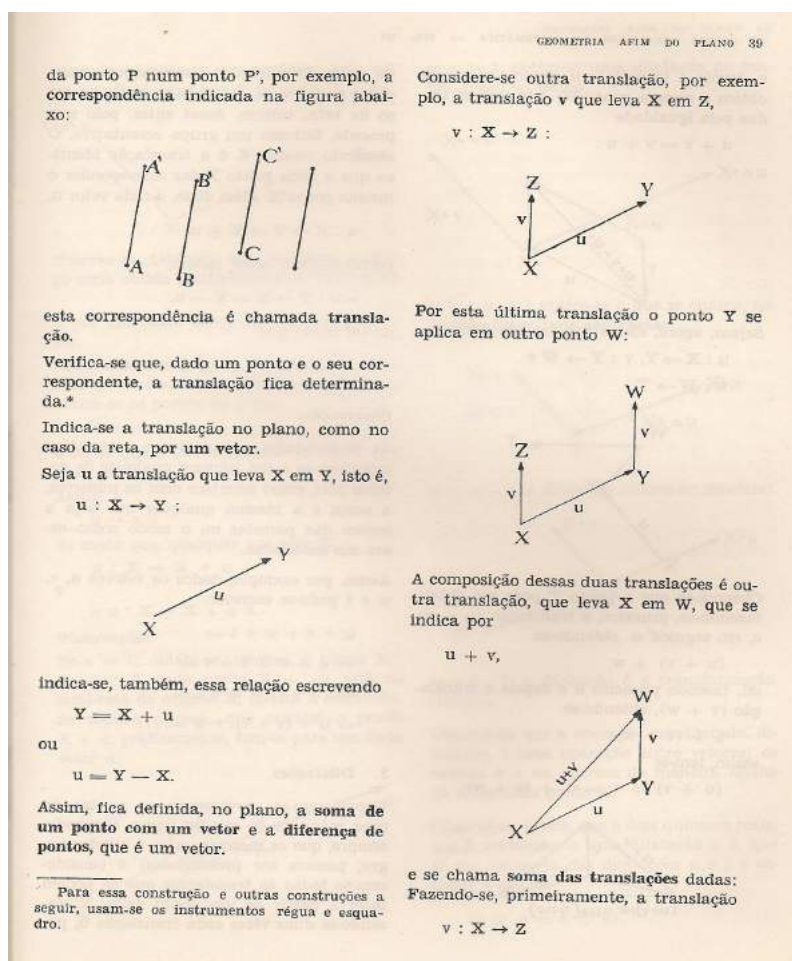 GEOMETRIA AFIM DO PLANO 39
da ponto P num ponto P', por exemplo, a
correspondência indicada na figura abai-
xo:
A' B' C'
A B C
esta correspondência é chamada transla-
ção.
Verifica-se que, dado um ponto e o seu cor-
respondente, a translação fica determina-
da.*
Indica-se a translação no plano, como no
caso da reta, por um vetor.
Seja u a translação que leva X em Y, isto é,
u : X → Y :
Y
u
X
indica-se, também, essa relação escrevendo
Y = X + u
ou
u = Y — X.
Assim, fica definida, no plano, a soma de
um ponto com um vetor e a diferença de
pontos, que é um vetor.
Para essa construção e outras construções a
seguir, usam-se os instrumentos régua e esqua-
dro.
Considere-se outra translação, por exem-
plo, a translação v que leva X em Z,
v : X → Z :
Z Y
v
u
X
Por esta última translação o ponto Y se
aplica em outro ponto W:
W
Z v
Y
v
u
X
A composição dessas duas translações é ou-
tra translação, que leva X em W, que se
indica por
u + v,
W
v
u+v
Y
u
X
e se chama soma das translações dadas:
Fazendo-se, primeiramente, a translação
v : X → Z